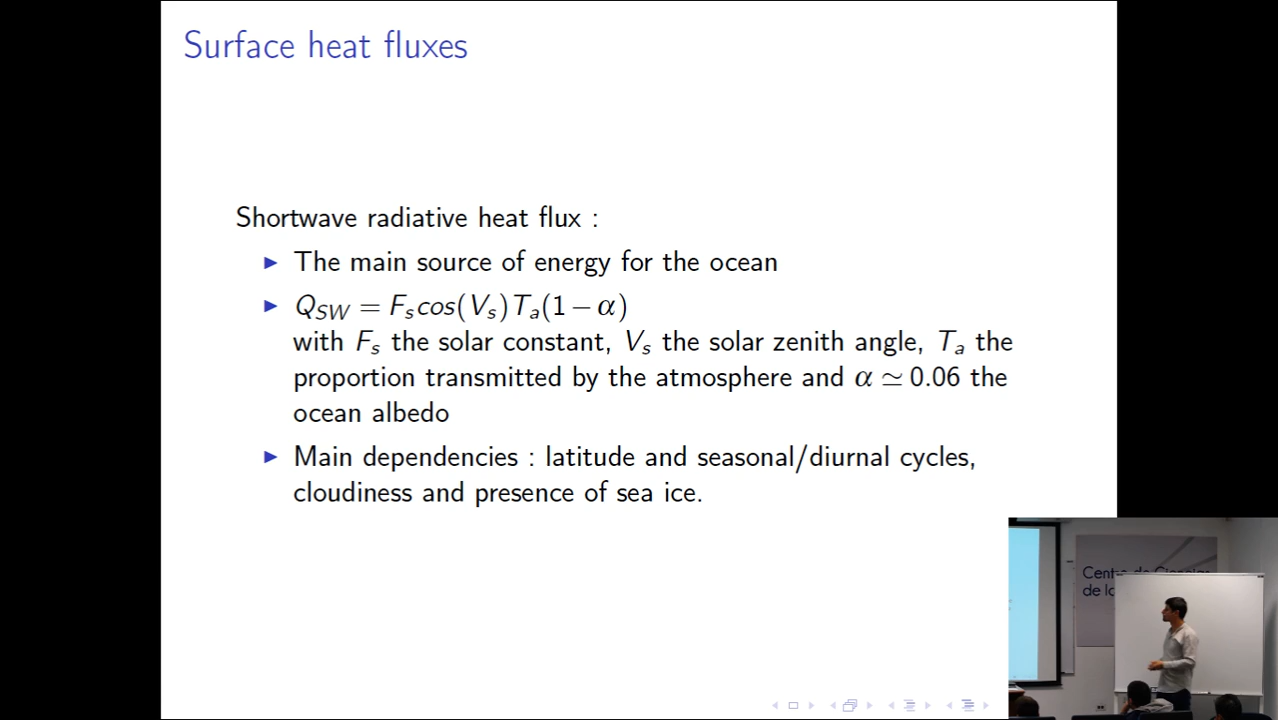 Surface heat fluxes
Shortwave radiative heat flux :
The main source of energy for the ocean
Q_SW = F_s cos(V_s) T_a (1 − α)
with F_s the solar constant, V_s the solar zenith angle, T_a the
proportion transmitted by the atmosphere and α ≃ 0.06 the
ocean albedo
Main dependencies : latitude and seasonal/diurnal cycles,
cloudiness and presence of sea ice.
de
de